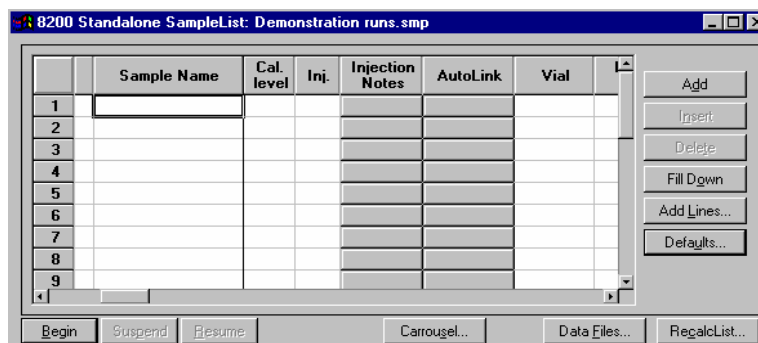 8200 Standalone SampleList: Demonstration runs.smp
Sample Name Cal. level Inj. Injection Notes AutoLink Vial
1
2
3
4
5
6
7
8
9
Add
Insert
Delete
Fill Down
Add Lines...
Defaults...
Begin Suspend Resume Carrousel... Data Files... RecalcList...